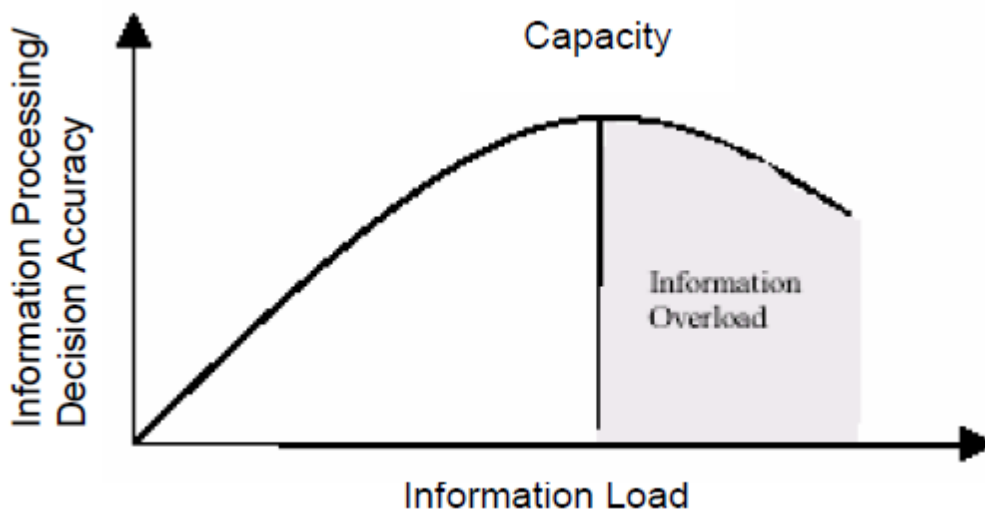 Capacity
Information Processing/
Decision Accuracy
Information
Overload
Information Load